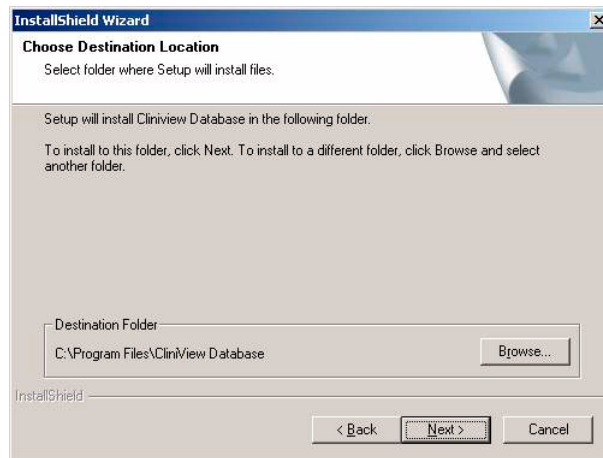 InstallShield Wizard
Choose Destination Location
Select folder where Setup will install files.
Setup will install Cliniview Database in the following folder.
To install to this folder, click Next. To install to a different folder, click Browse and select
another folder.
Destination Folder
C:\Program Files\CliniView Database
Browse...
InstallShield
< Back
Next >
Cancel